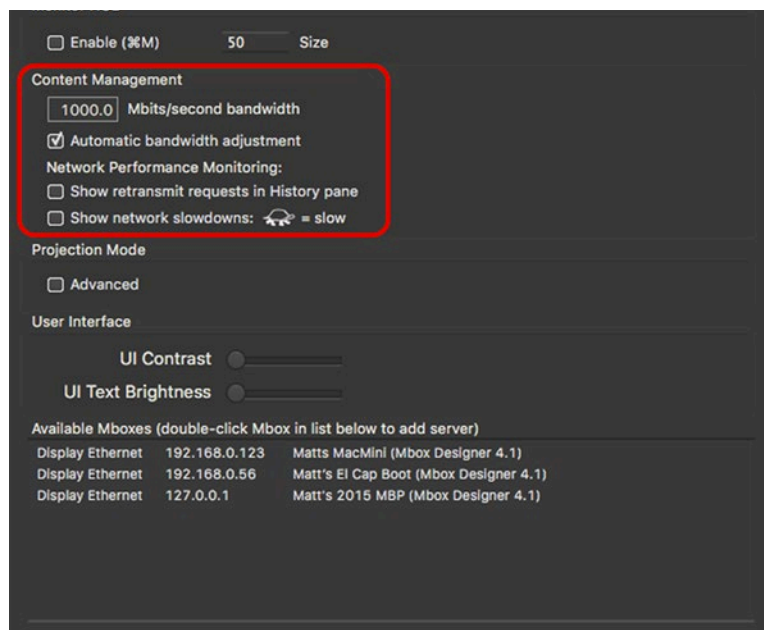 Enable (⌘M) 50 Size
Content Management
1000.0 Mbits/second bandwidth
Automatic bandwidth adjustment
Network Performance Monitoring:
Show retransmit requests in History pane
Show network slowdowns: = slow
Projection Mode
Advanced
User Interface
UI Contrast
UI Text Brightness
Available Mboxes (double-click Mbox in list below to add server)
Display Ethernet 192.168.0.123 Matts MacMini (Mbox Designer 4.1)
Display Ethernet 192.168.0.56 Matt's El Cap Boot (Mbox Designer 4.1)
Display Ethernet 127.0.0.1 Matt's 2015 MBP (Mbox Designer 4.1)